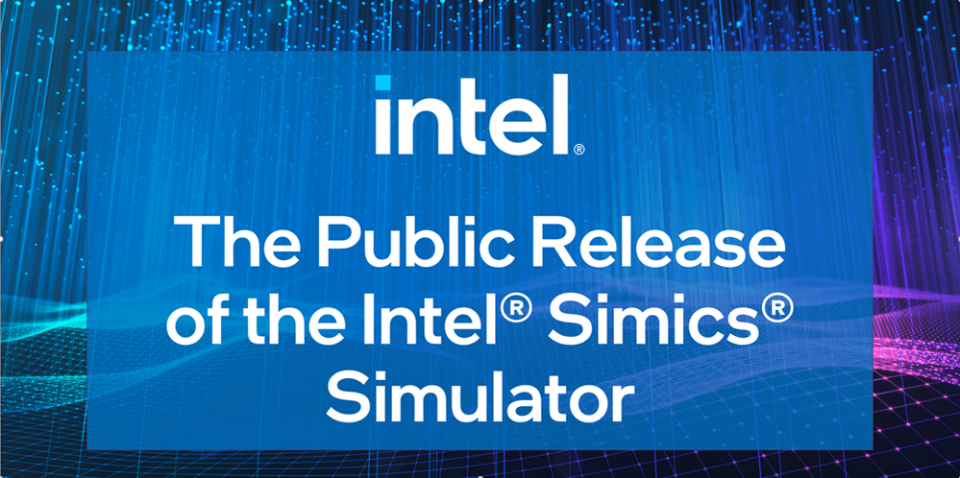 intel®
The Public Release
of the Intel® Simics®
Simulator